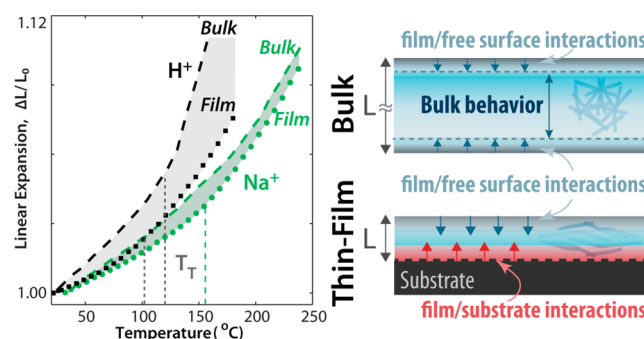 1.12
1.00
Linear Expansion, ΔL/L₀
Bulk
H⁺
Film
Bulk
Film
Na⁺
T_T
50
100
150
200
250
Temperature( °C)
Bulk
L≈
film/free surface interactions
Bulk behavior
film/free surface interactions
Thin-Film
L
Substrate
film/substrate interactions